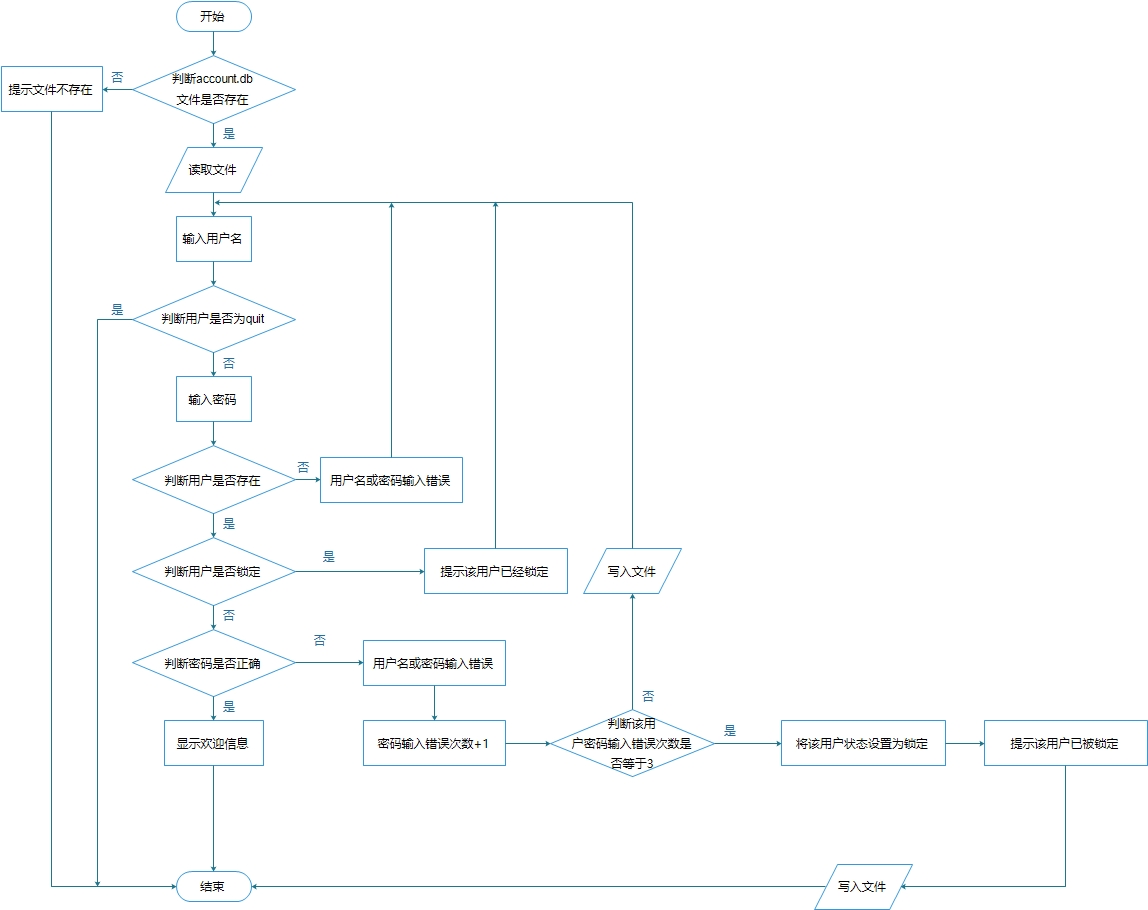 开始
判断account.db
文件是否存在
否
提示文件不存在
是
读取文件
输入用户名
是
判断用户是否为quit
否
输入密码
判断用户是否存在
否
用户名或密码输入错误
是
判断用户是否锁定
是
提示该用户已经锁定
写入文件
否
判断密码是否正确
否
用户名或密码输入错误
是
显示欢迎信息
密码输入错误次数+1
否
判断该用
户密码输入错误次数是
否等于3
是
将该用户状态设置为锁定
提示该用户已被锁定
结束
写入文件